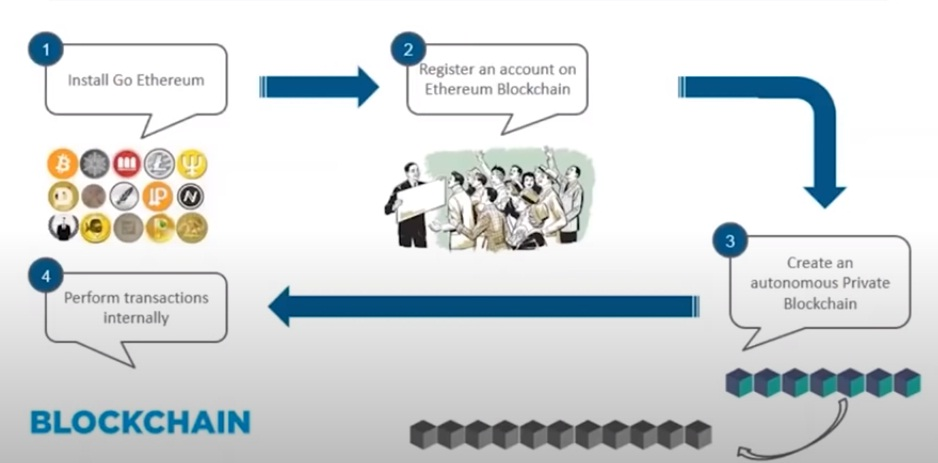 1
Install Go Ethereum
2
Register an account on
Ethereum Blockchain
3
Create an
autonomous Private
Blockchain
4
Perform transactions
internally
BLOCKCHAIN